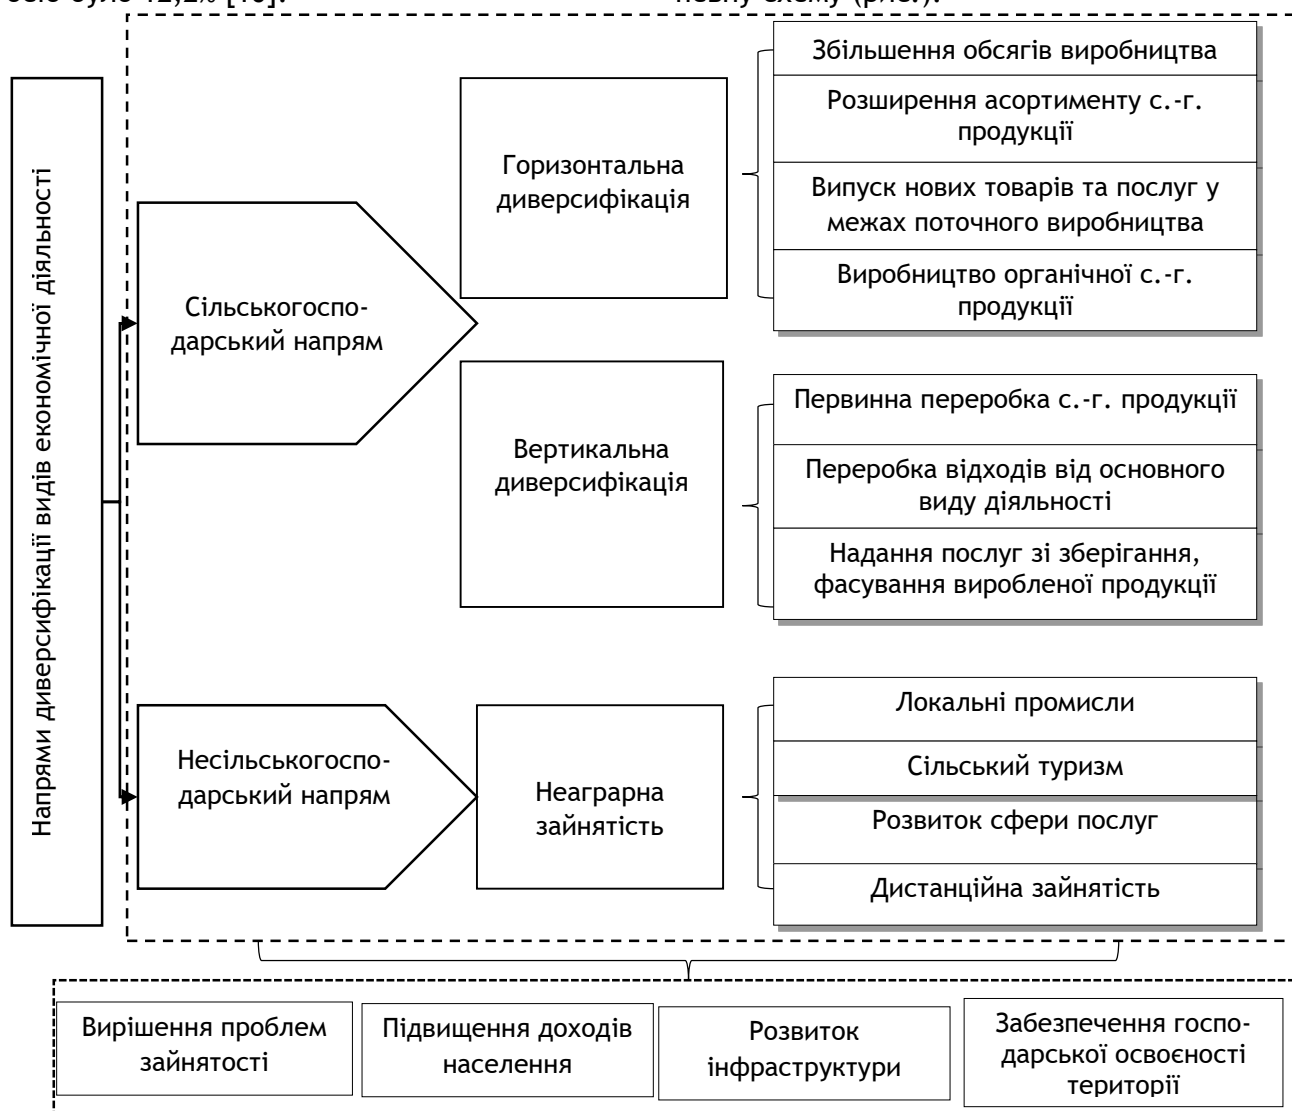 Збільшення обсягів виробництва
Розширення асортименту с.-г.
продукції
Горизонтальна
диверсифікація
Випуск нових товарів та послуг у
межах поточного виробництва
Виробництво органічної с.-г.
продукції
Напрями диверсифікації видів економічної діяльності
Сільськогоспо-
дарський напрям
Первинна переробка с.-г. продукції
Вертикальна
диверсифікація
Переробка відходів від основного
виду діяльності
Надання послуг зі зберігання,
фасування виробленої продукції
Несільськогоспо-
дарський напрям
Неаграрна
зайнятість
Локальні промисли
Сільський туризм
Розвиток сфери послуг
Дистанційна зайнятість
Вирішення проблем
зайнятості
Підвищення доходів
населення
Розвиток
інфраструктури
Забезпечення госпо-
дарської освоєності
території